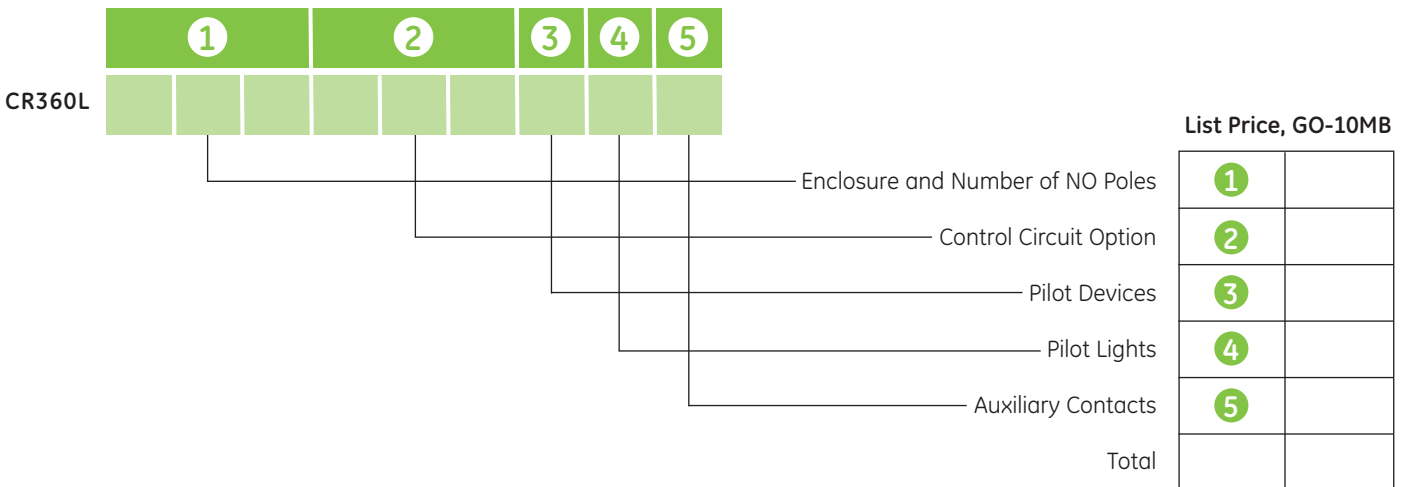 1 2 3 4 5
CR360L
List Price, GO-10MB
Enclosure and Number of NO Poles 1
Control Circuit Option 2
Pilot Devices 3
Pilot Lights 4
Auxiliary Contacts 5
Total